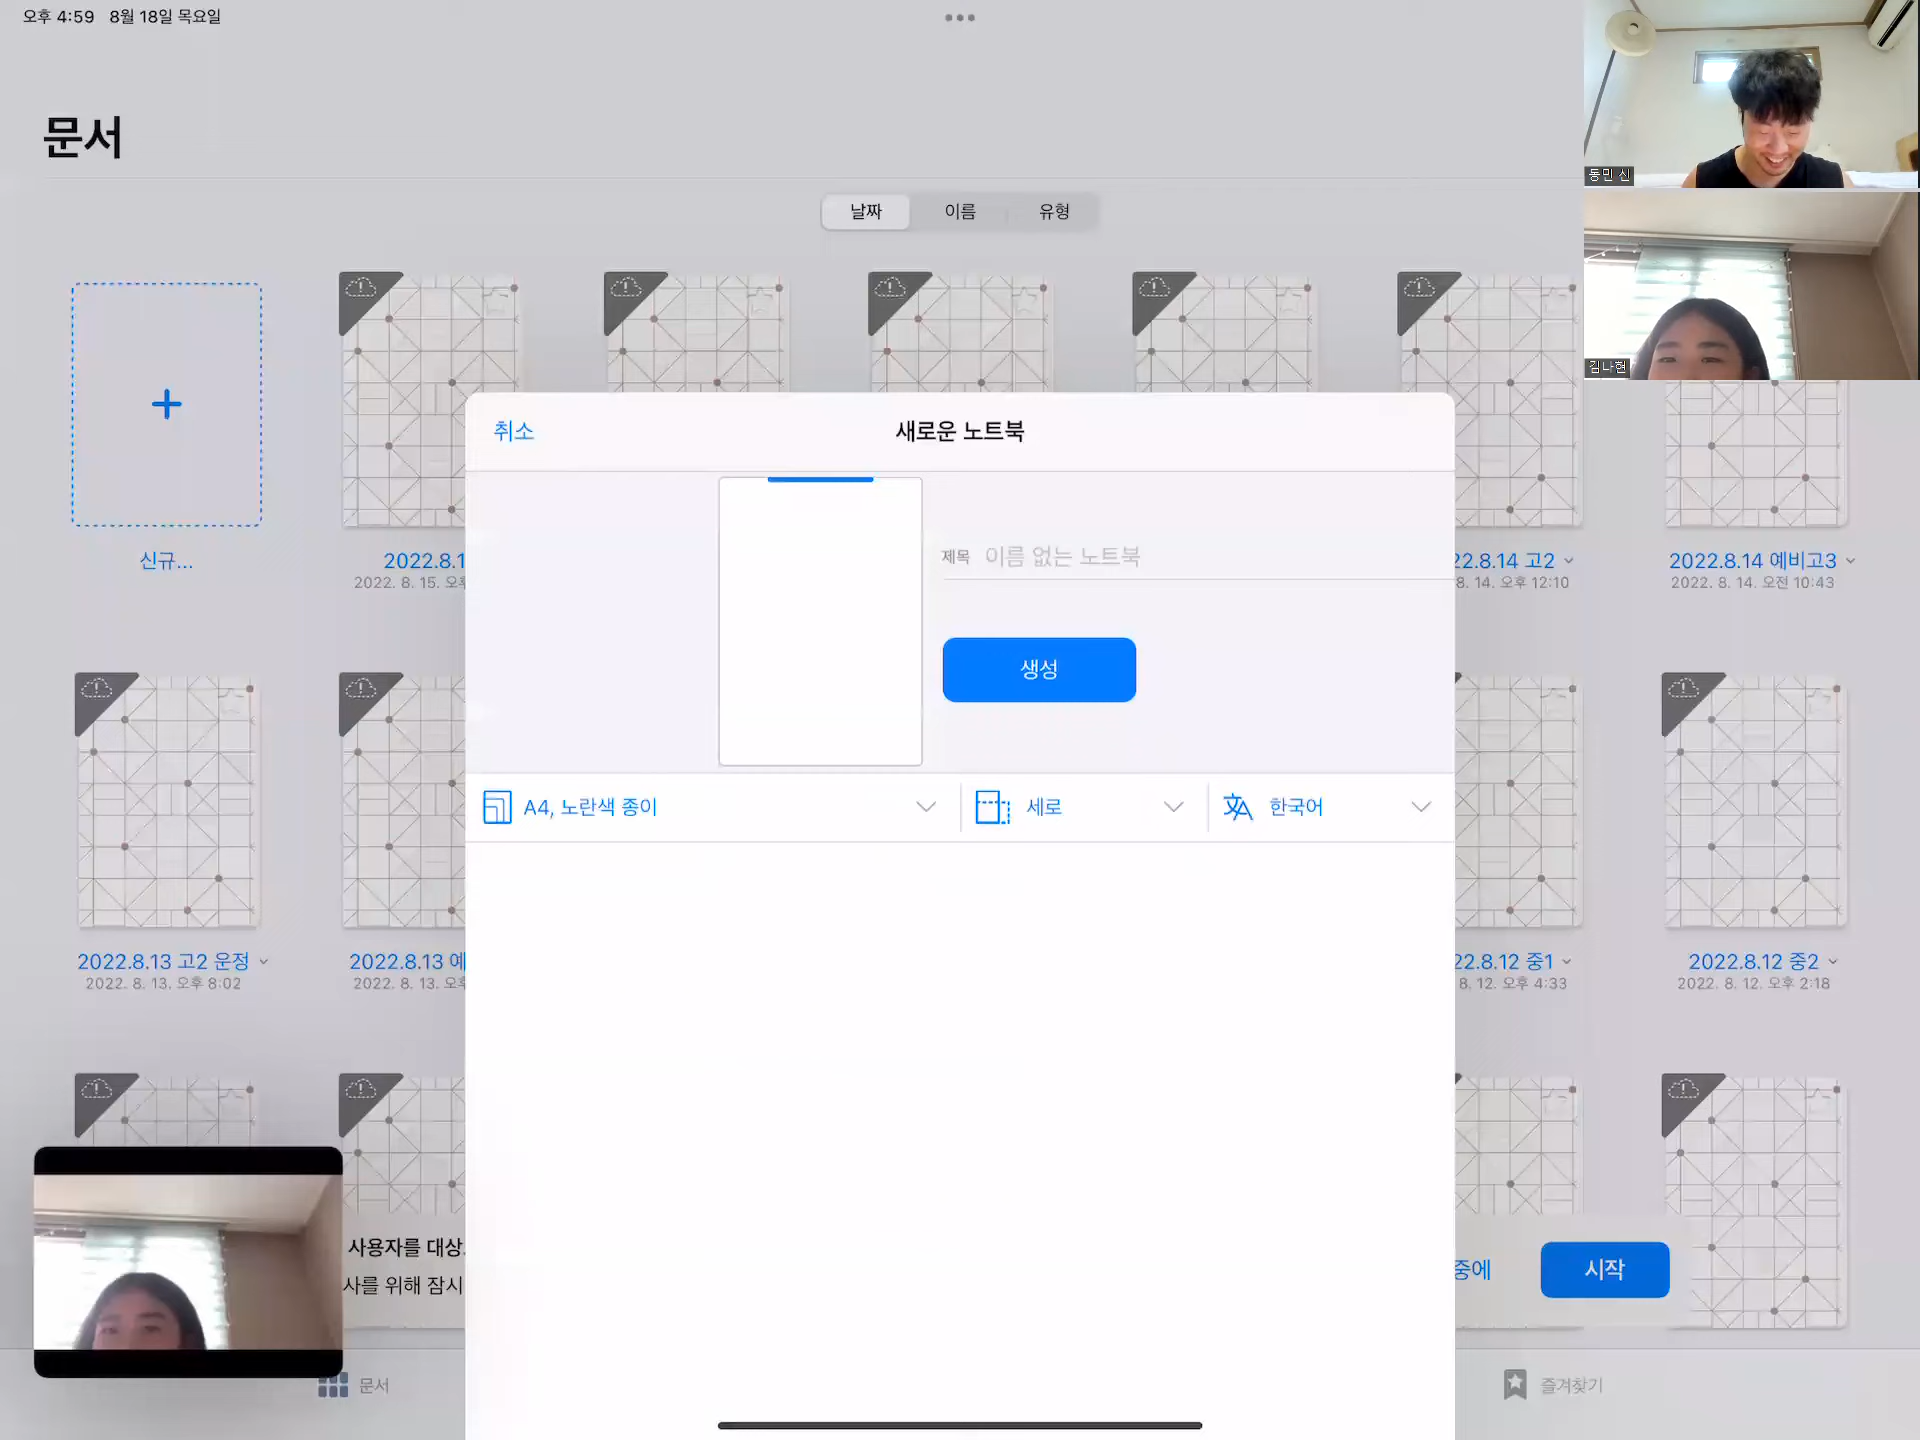 오후 4:59 8월 18일 목요일
문서
동민 신
김나현
날짜 이름 유형
취소 새로운 노트북
제목 이름 없는 노트북
생성
A4, 노란색 종이 세로 한국어
신규...
2022.8.1
2022. 8. 15. 오후
22.8.14 고2
8. 14. 오후 12:10
2022.8.14 예비고3
2022. 8. 14. 오전 10:43
2022.8.13 고2 운정
2022. 8. 13. 오후 8:02
2022.8.13 예
2022. 8. 13. 오후
22.8.12 중1
8. 12. 오후 4:33
2022.8.12 중2
2022. 8. 12. 오후 2:18
사용자를 대상
사를 위해 잠시
중에 시작
문서 즐겨찾기